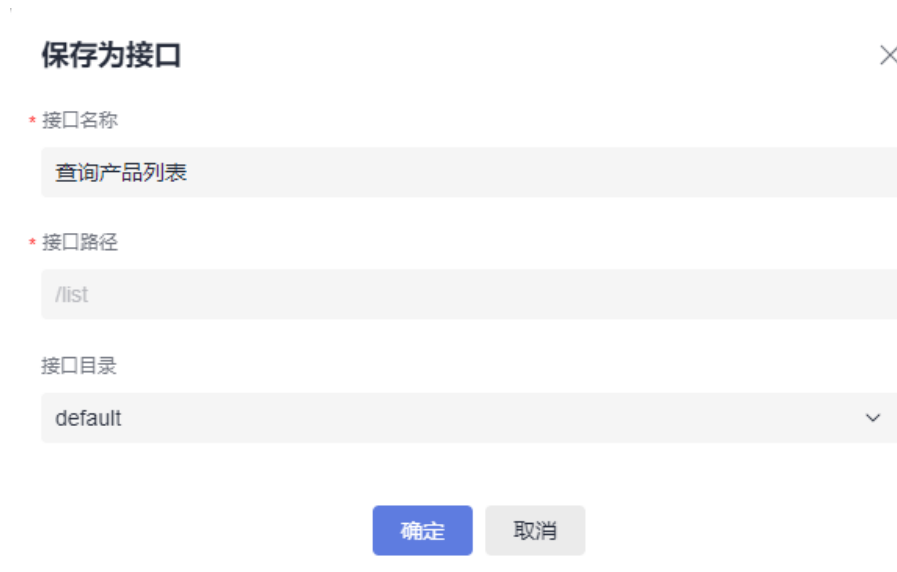 保存为接口
* 接口名称
查询产品列表
* 接口路径
/list
接口目录
default
确定 取消